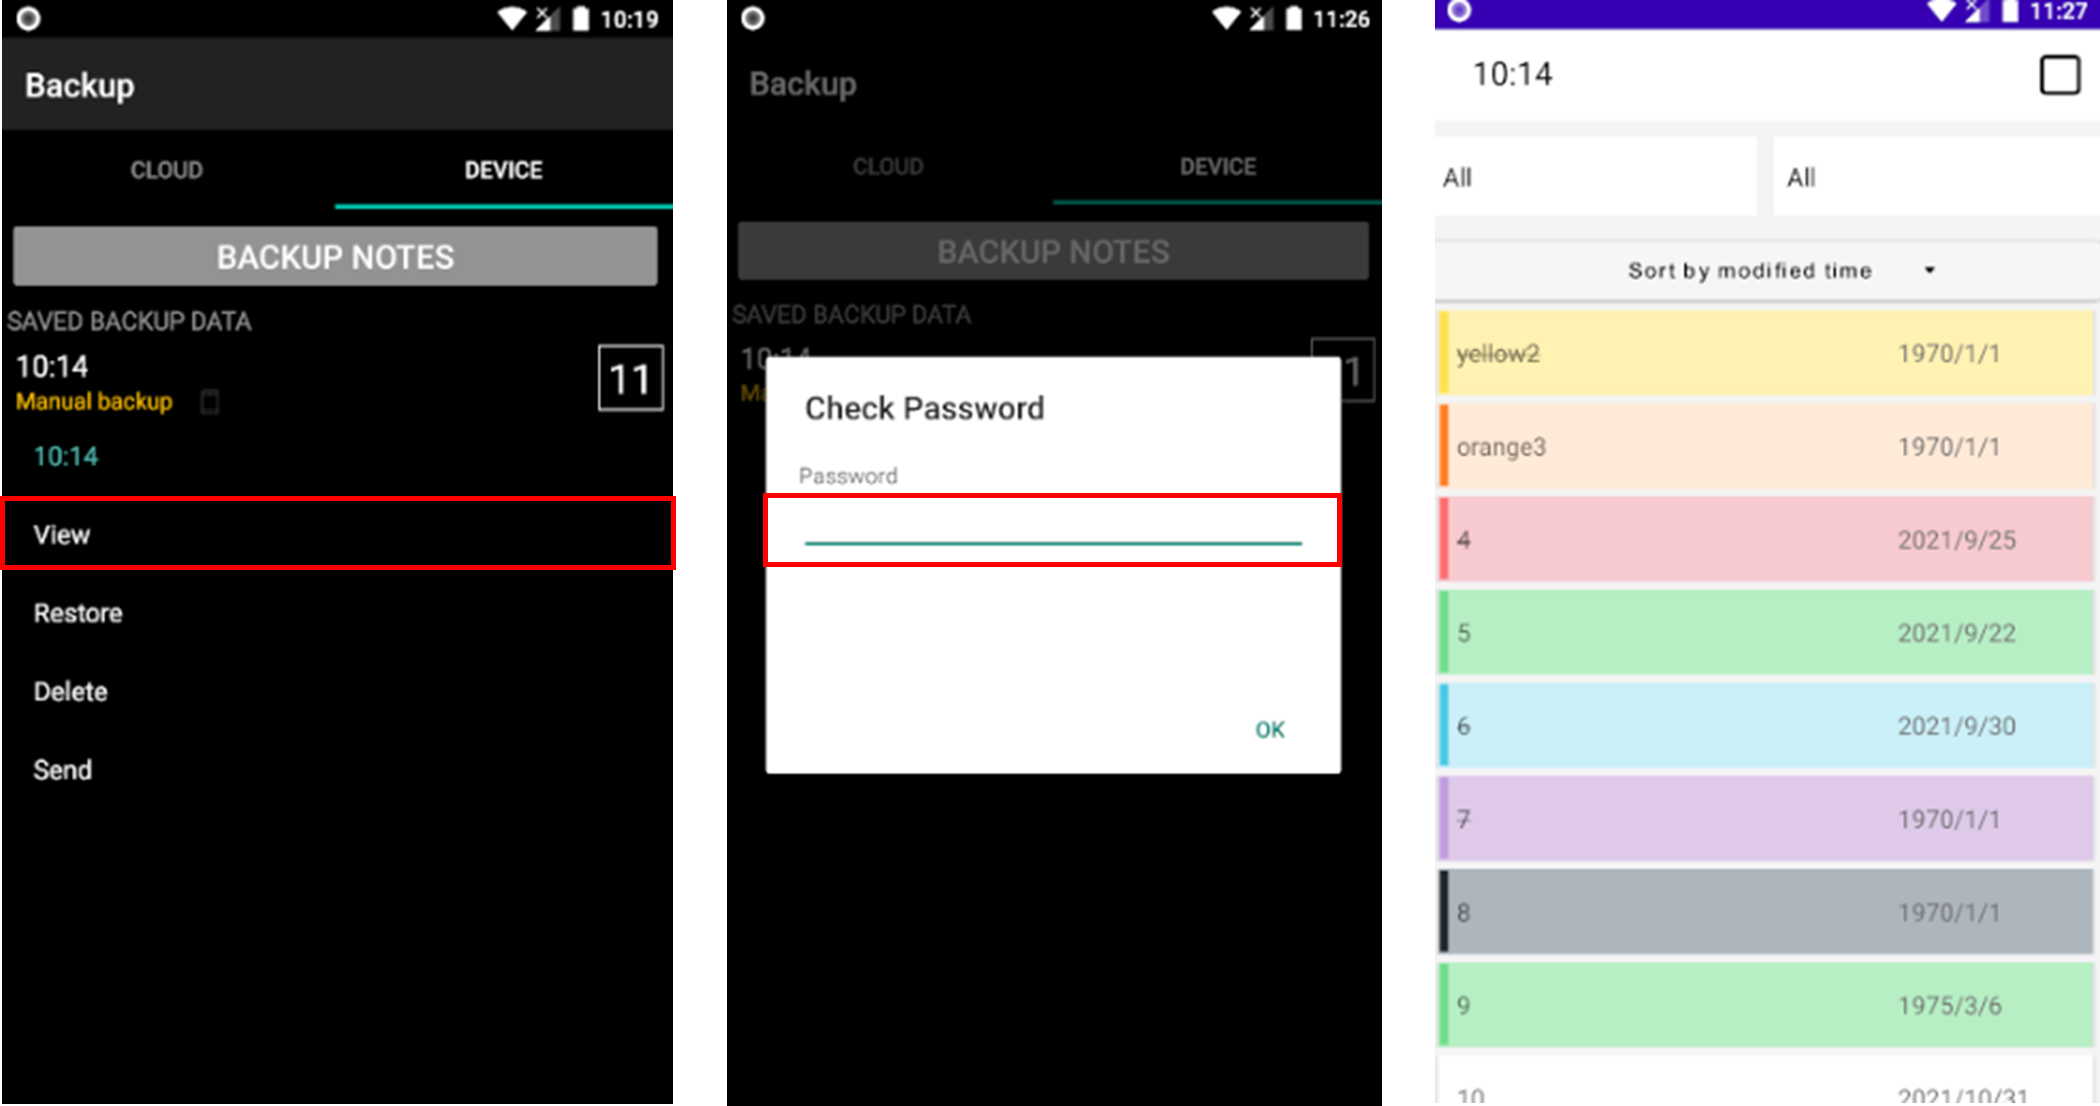 10:19
Backup
CLOUD DEVICE
BACKUP NOTES
SAVED BACKUP DATA
10:14
Manual backup
11
10:14
View
Restore
Delete
Send
11:26
Backup
CLOUD DEVICE
BACKUP NOTES
SAVED BACKUP DATA
10:14
Ma
1
Check Password
Password
OK
11:27
10:14
All All
Sort by modified time
yellow2 1970/1/1
orange3 1970/1/1
4 2021/9/25
5 2021/9/22
6 2021/9/30
7 1970/1/1
8 1970/1/1
9 1975/3/6
10 2021/10/31